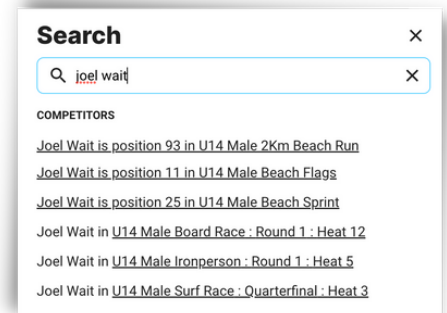 Search
joel wait
COMPETITORS
Joel Wait is position 93 in U14 Male 2Km Beach Run
Joel Wait is position 11 in U14 Male Beach Flags
Joel Wait is position 25 in U14 Male Beach Sprint
Joel Wait in U14 Male Board Race : Round 1 : Heat 12
Joel Wait in U14 Male Ironperson : Round 1 : Heat 5
Joel Wait in U14 Male Surf Race : Quarterfinal : Heat 3